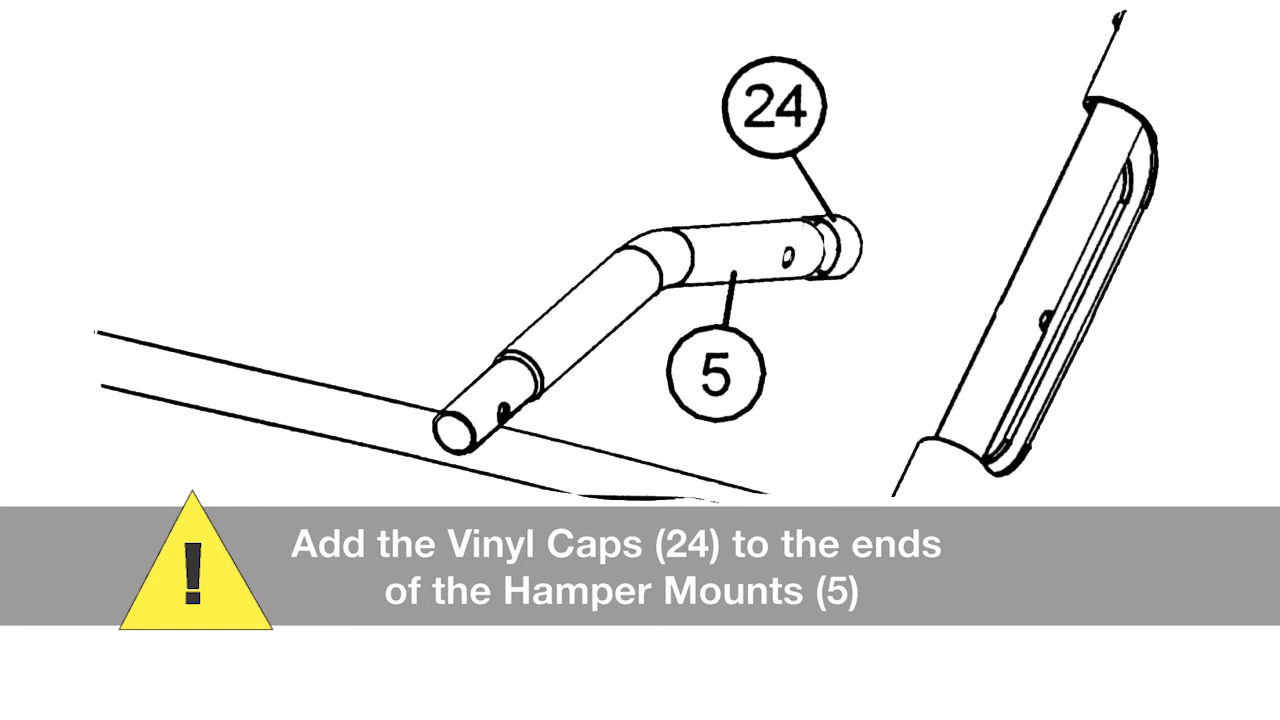 24
5
!
Add the Vinyl Caps (24) to the ends
of the Hamper Mounts (5)